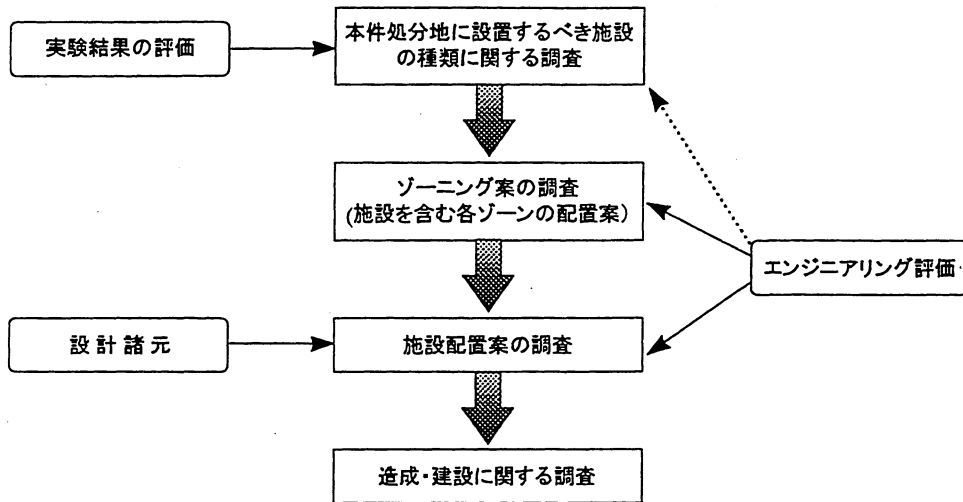 実験結果の評価
本件処分地に設置するべき施設
の種類に関する調査
ゾーニング案の調査
(施設を含む各ゾーンの配置案)
エンジニアリング評価
設計諸元
施設配置案の調査
造成・建設に関する調査